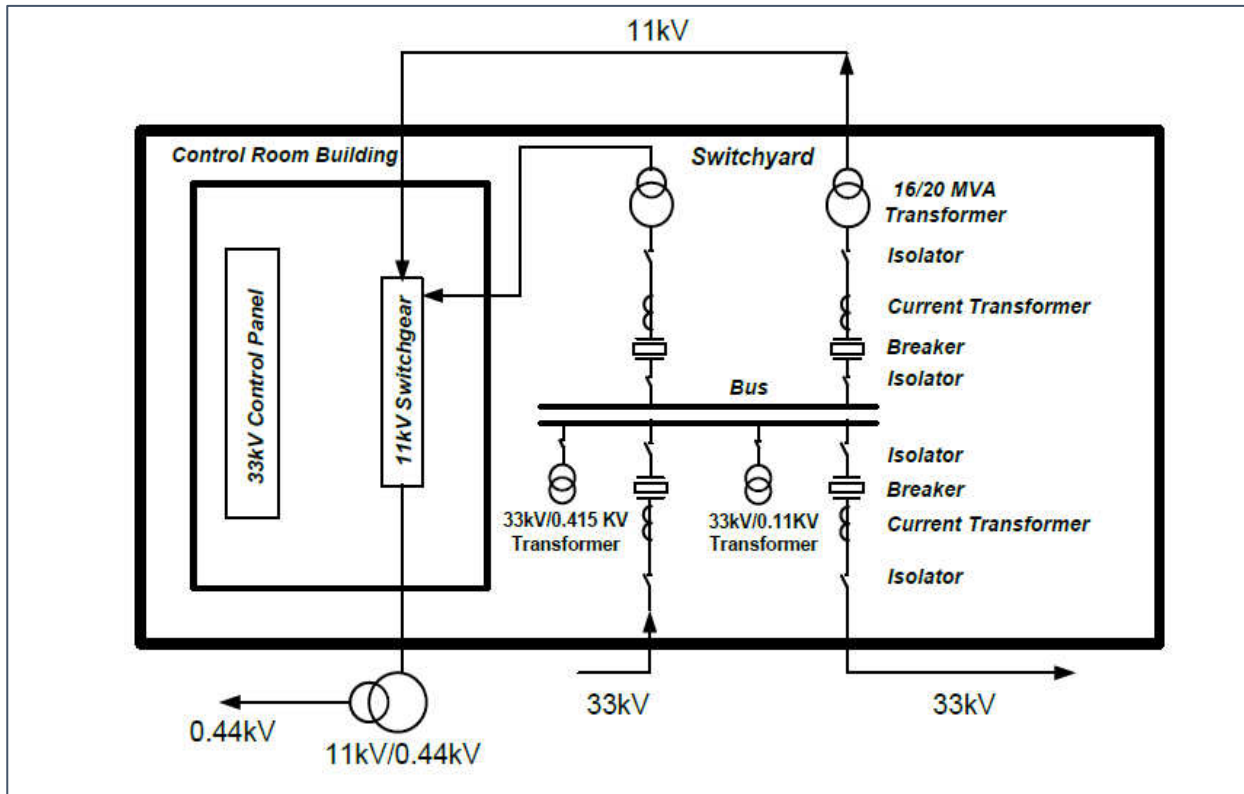 11kV
Control Room Building
Switchyard
16/20 MVA
Transformer
Isolator
Current Transformer
Breaker
Isolator
33kV Control Panel
11kV Switchgear
Bus
Isolator
Breaker
33kV/0.415 KV
Transformer
33kV/0.11KV
Transformer
Current Transformer
Isolator
0.44kV
11kV/0.44kV
33kV
33kV